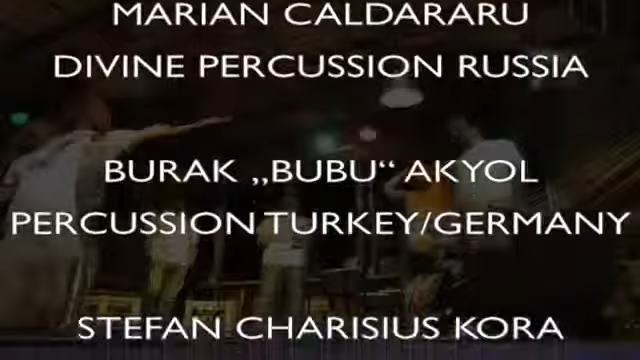 MARIAN CALDARARU
DIVINE PERCUSSION RUSSIA
BURAK „BUBU“ AKYOL
PERCUSSION TURKEY/GERMANY
STEFAN CHARISIUS KORA